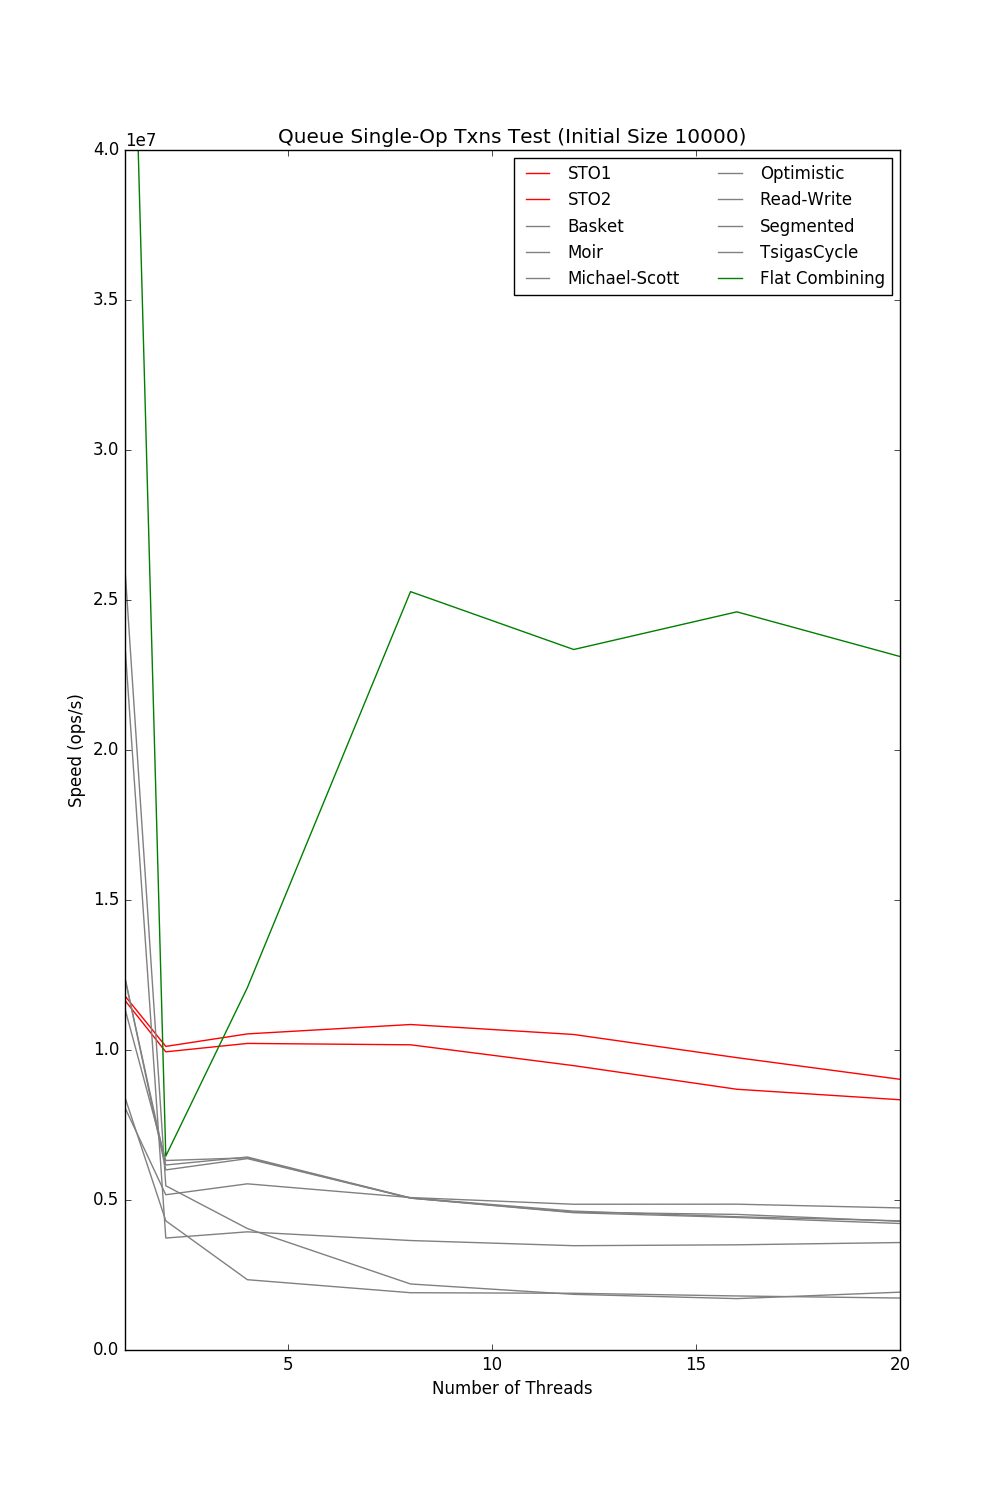 Queue Single-Op Txns Test (Initial Size 10000)
1e7
4.0
3.5
3.0
2.5
2.0
1.5
1.0
0.5
0.0
Speed (ops/s)
STO1
STO2
Basket
Moir
Michael-Scott
Optimistic
Read-Write
Segmented
TsigasCycle
Flat Combining
5
10
15
20
Number of Threads